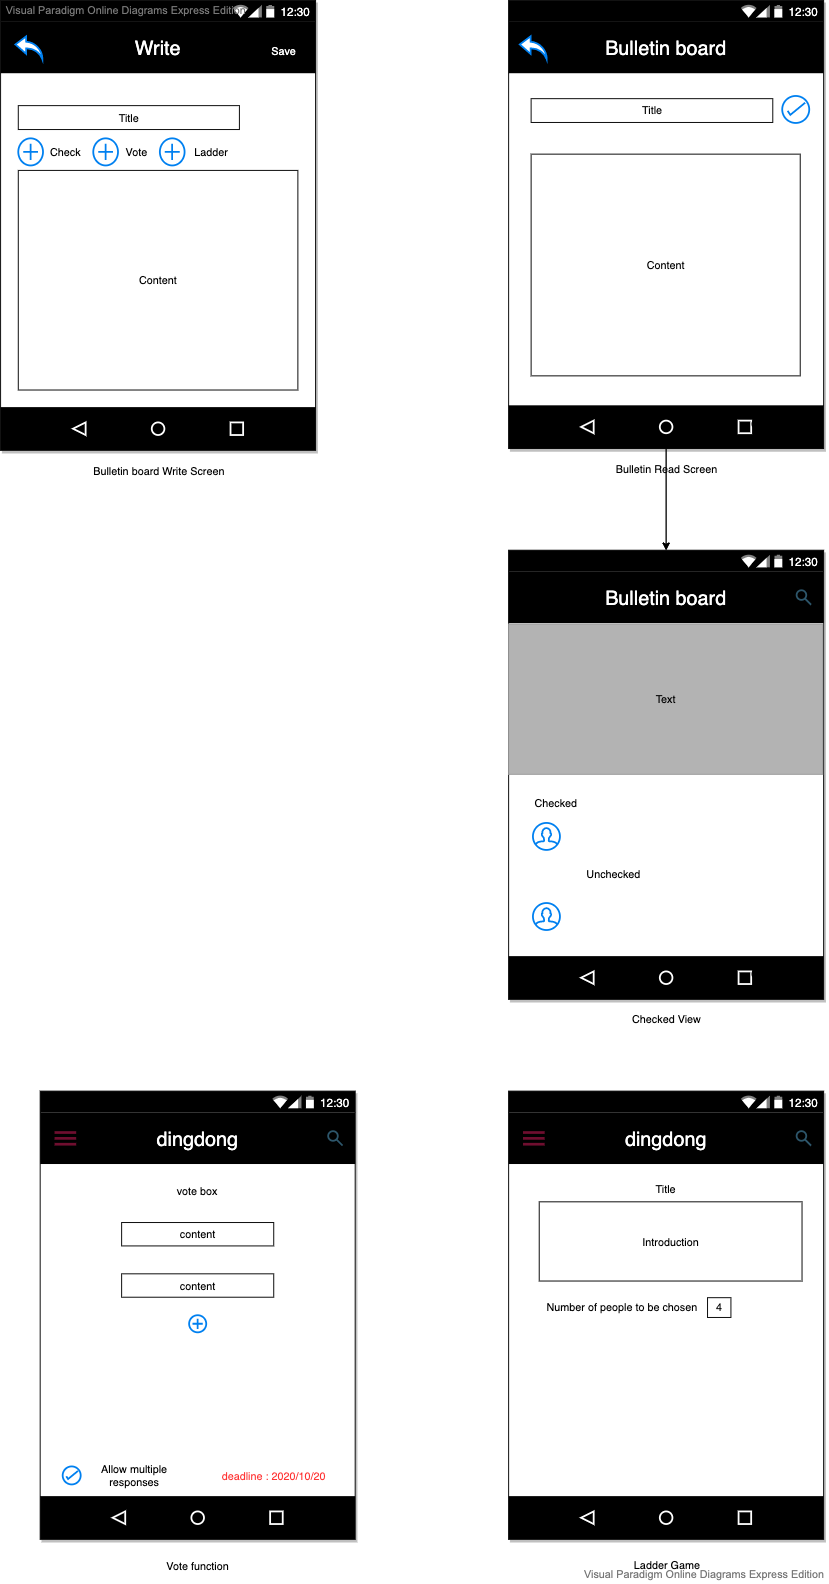 Visual Paradigm Online Diagrams Express Edition
12:30
Write
Save
Title
Check
Vote
Ladder
Content
Bulletin board Write Screen
12:30
Bulletin board
Title
Content
Bulletin Read Screen
12:30
Bulletin board
Text
Checked
Unchecked
Checked View
12:30
dingdong
vote box
content
content
Allow multiple
responses
deadline : 2020/10/20
Vote function
12:30
dingdong
Title
Introduction
Number of people to be chosen
4
Ladder Game
Visual Paradigm Online Diagrams Express Edition